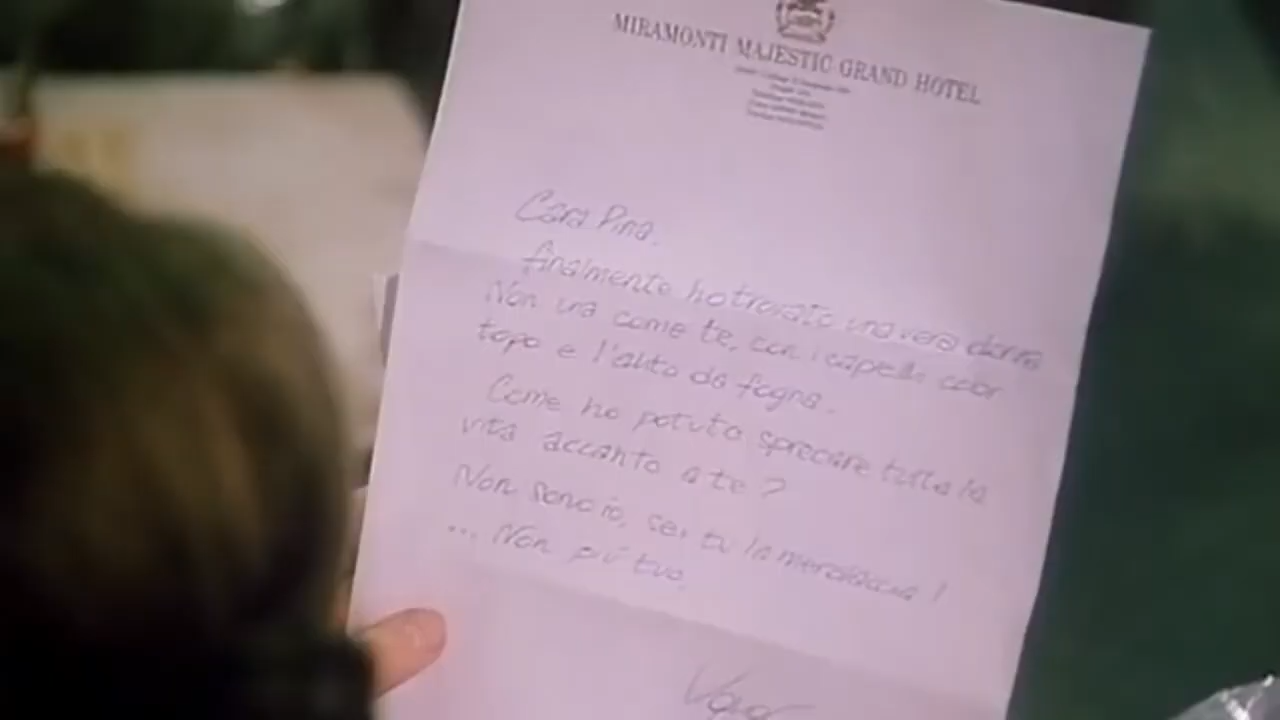 MIRAMONTI MAJESTIC GRAND HOTEL
Cara Pina,
finalmente ho trovato una vera donna
Non una come te, con i capelli color
topo e l'alito da fogna.
Come ho potuto sprecare tutta la
vita accanto a te?
Non sono io, sei tu la merdaccia!
... Non più tuo,